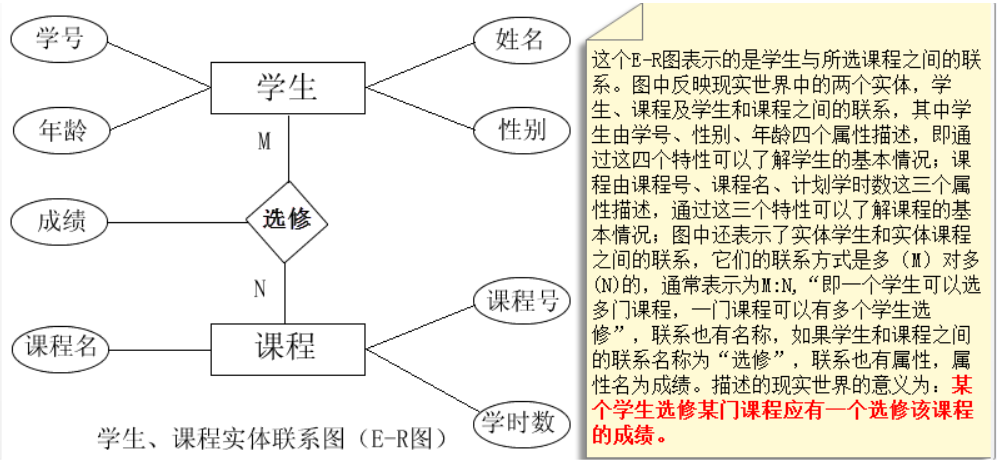 学号
姓名
学生
年龄
性别
M
成绩
选修
N
课程号
课程名
课程
学时数
学生、课程实体联系图（E-R图）
这个E-R图表示的是学生与所选课程之间的联
系。图中反映现实世界中的两个实体，学
生、课程及学生和课程之间的联系，其中学
生由学号、性别、年龄四个属性描述，即通
过这四个特性可以了解学生的基本情况；课
程由课程号、课程名、计划学时数这三个属
性描述，通过这三个特性可以了解课程的基
本情况；图中还表示了实体学生和实体课程
之间的联系，它们的联系方式是多（M）对多
(N)的，通常表示为M:N,“即一个学生可以选
多门课程，一门课程可以有多个学生选
修”，联系也有名称，如果学生和课程之间
的联系名称为“选修”，联系也有属性，属
性名为成绩。描述的现实世界的意义为：某
个学生选修某门课程应有一个选修该课程
的成绩。